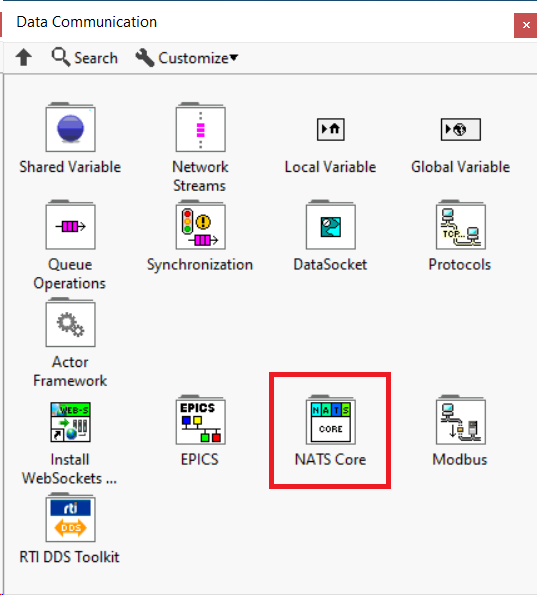 Data Communication
Search
Customize
Shared Variable
Network
Streams
Local Variable
Global Variable
Queue
Operations
Synchronization
DataSocket
TCP...
Protocols
Actor
Framework
WEB-S
Install
WebSockets ...
EPICS
EPICS
NATS
CORE
NATS Core
Modbus
rti
DDS
RTI DDS Toolkit